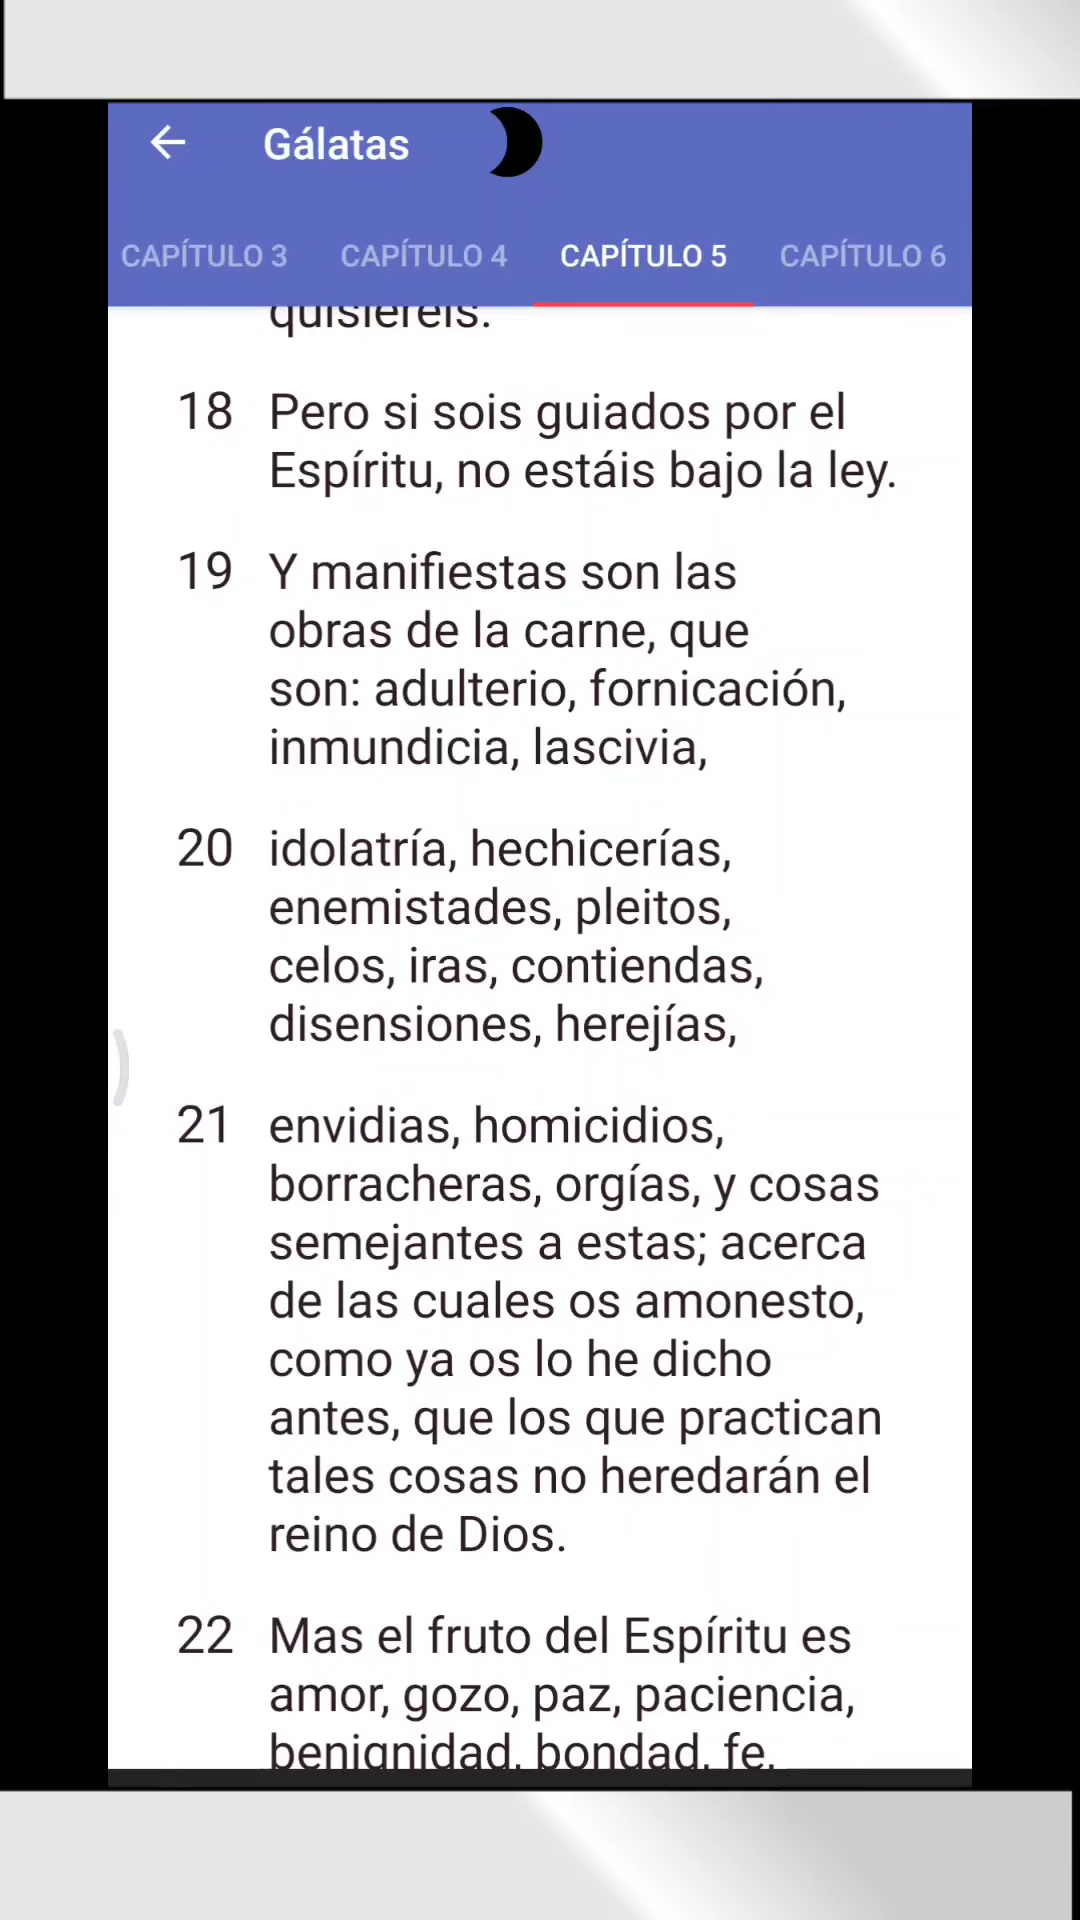 Gálatas
CAPÍTULO 3 CAPÍTULO 4 CAPÍTULO 5 CAPÍTULO 6
quisiereis.
18 Pero si sois guiados por el
Espíritu, no estáis bajo la ley.
19 Y manifiestas son las
obras de la carne, que
son: adulterio, fornicación,
inmundicia, lascivia,
20 idolatría, hechicerías,
enemistades, pleitos,
celos, iras, contiendas,
disensiones, herejías,
21 envidias, homicidios,
borracheras, orgías, y cosas
semejantes a estas; acerca
de las cuales os amonesto,
como ya os lo he dicho
antes, que los que practican
tales cosas no heredarán el
reino de Dios.
22 Mas el fruto del Espíritu es
amor, gozo, paz, paciencia,
benignidad, bondad, fe,